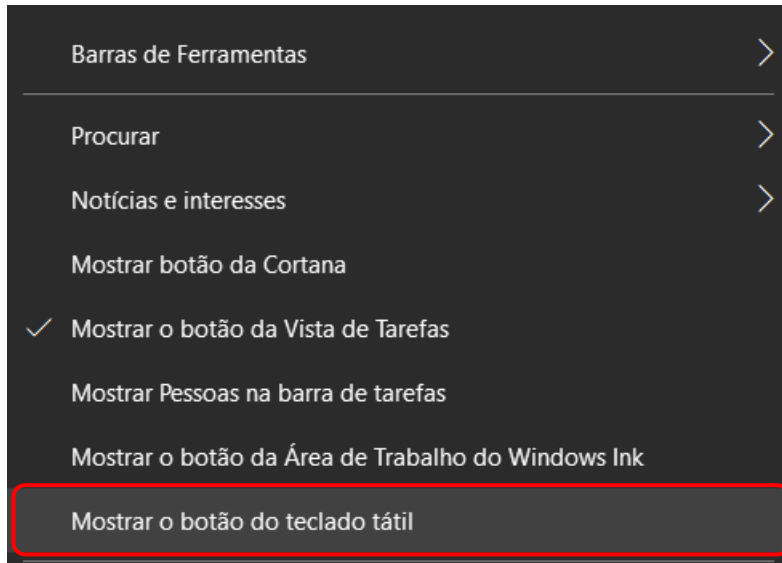 Barras de Ferramentas
Procurar
Notícias e interesses
Mostrar botão da Cortana
Mostrar o botão da Vista de Tarefas
Mostrar Pessoas na barra de tarefas
Mostrar o botão da Área de Trabalho do Windows Ink
Mostrar o botão do teclado tátil